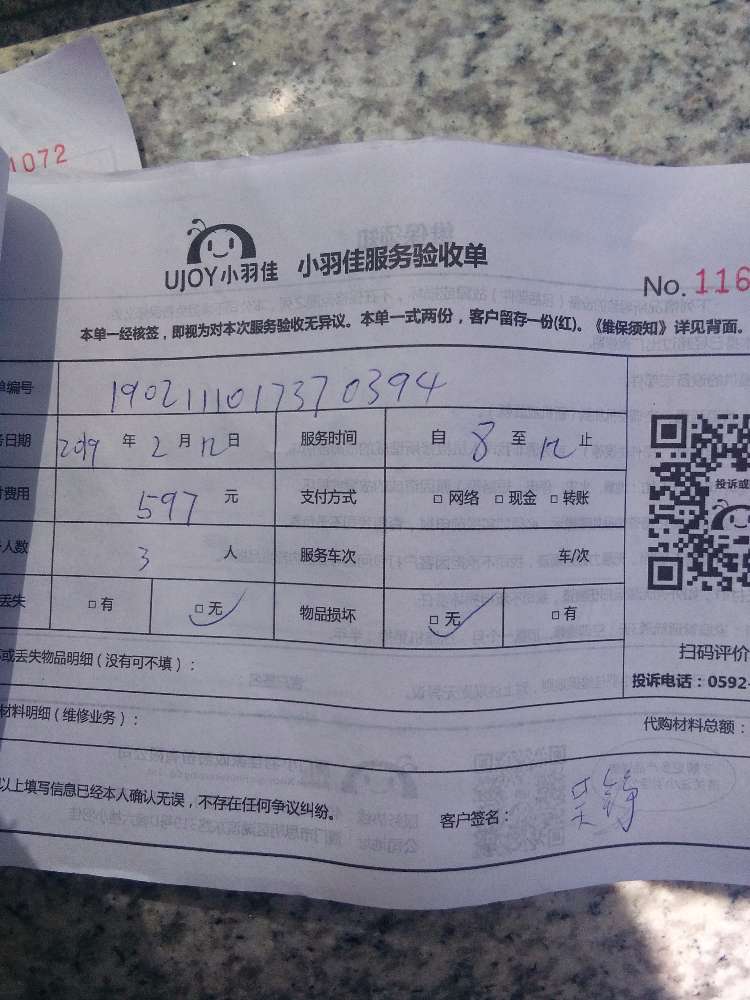 1072
UJOY小羽佳 小羽佳服务验收单
No. 116
本单一经核签，即视为对本次服务验收无异议。本单一式两份，客户留存一份(红)。《维保须知》详见背面。
单编号 1902111017370394
日期 2019 年 2 月 12 日 服务时间 自 8 至 12 止
费用 597 元 支付方式 □ 网络 □ 现金 □ 转账
人数 3 人 服务车次 车/次
丢失 □ 有 □ 无 物品损坏 □ 无 □ 有
投诉或
扫码评价
或丢失物品明细（没有可不填）：
投诉电话：0592-
材料明细（维修业务）：
代购材料总额：
以上填写信息已经本人确认无误，不存在任何争议纠纷。
客户签名： 吴铮